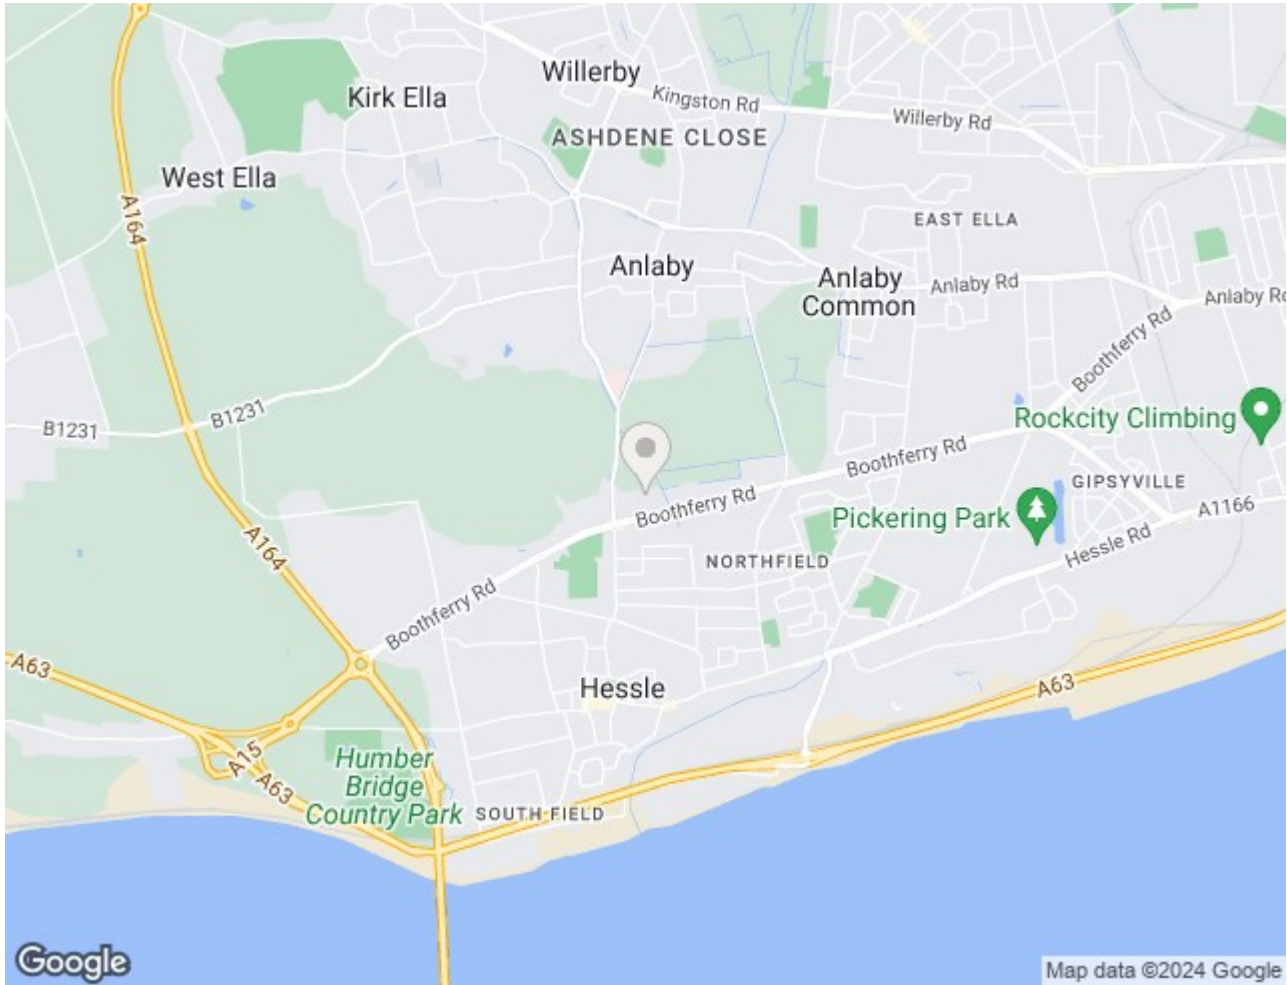 Willerby
Kirk Ella
Kingston Rd
Willerby Rd
ASHDENE CLOSE
West Ella
A164
EAST ELLA
Anlaby
Anlaby
Common
Anlaby Rd
Anlaby Rd
Boothferry Rd
B1231
B1231
Rockcity Climbing
Boothferry Rd
GIPSYVILLE
Boothferry Rd
Pickering Park
A1166
A164
Hessle Rd
NORTHFIELD
Boothferry Rd
A63
Hessle
A63
A15
A63
Humber
Bridge
Country Park
SOUTH FIELD
Google
Map data ©2024 Google